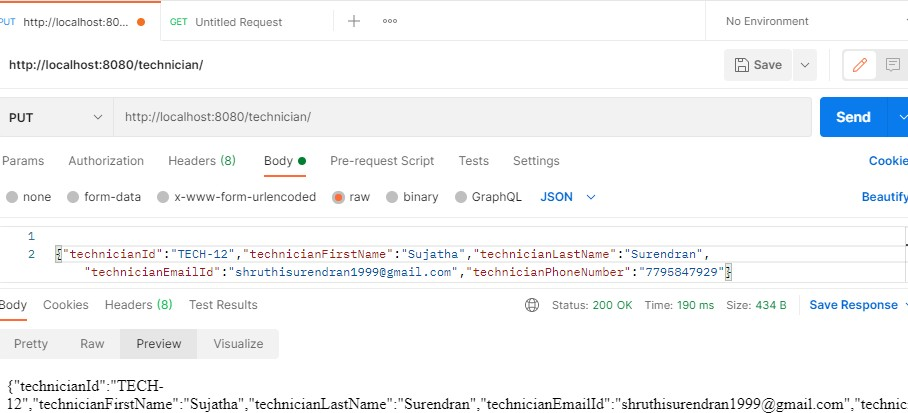 PUT http://localhost:80... GET Untitled Request No Environment
http://localhost:8080/technician/ Save
PUT http://localhost:8080/technician/ Send
Params Authorization Headers (8) Body Pre-request Script Tests Settings Cookie
none form-data x-www-form-urlencoded raw binary GraphQL JSON Beautify
1
2 {"technicianId":"TECH-12","technicianFirstName":"Sujatha","technicianLastName":"Surendran",
"technicianEmailId":"shruthisurendran1999@gmail.com","technicianPhoneNumber":"7795847929"}
Body Cookies Headers (8) Test Results Status: 200 OK Time: 190 ms Size: 434 B Save Response
Pretty Raw Preview Visualize
{"technicianId":"TECH-
12","technicianFirstName":"Sujatha","technicianLastName":"Surendran","technicianEmailId":"shruthisurendran1999@gmail.com","technic